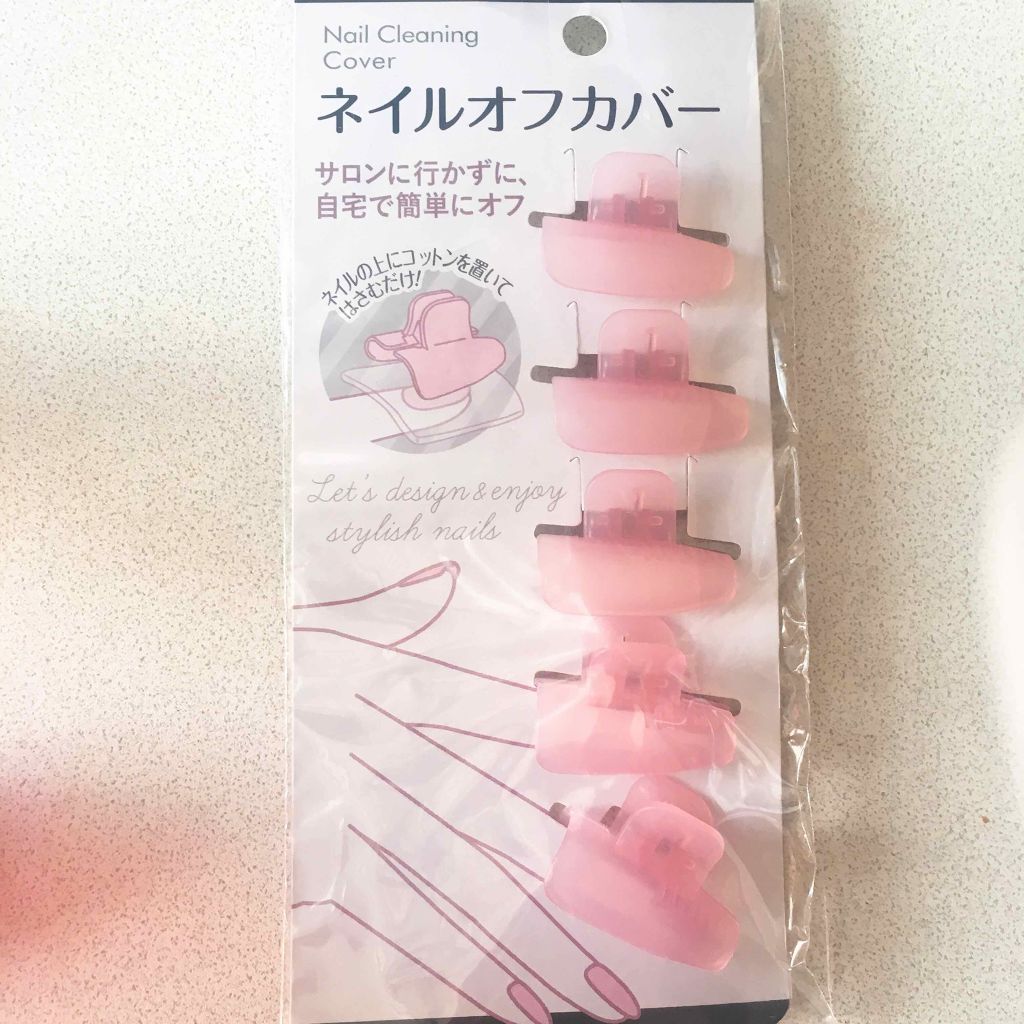 Nail Cleaning
Cover
ネイルオフカバー
サロンに行かずに、
自宅で簡単にオフ
ネイルの上にコットンを置いて
はさむだけ!
Let's design & enjoy
stylish nails